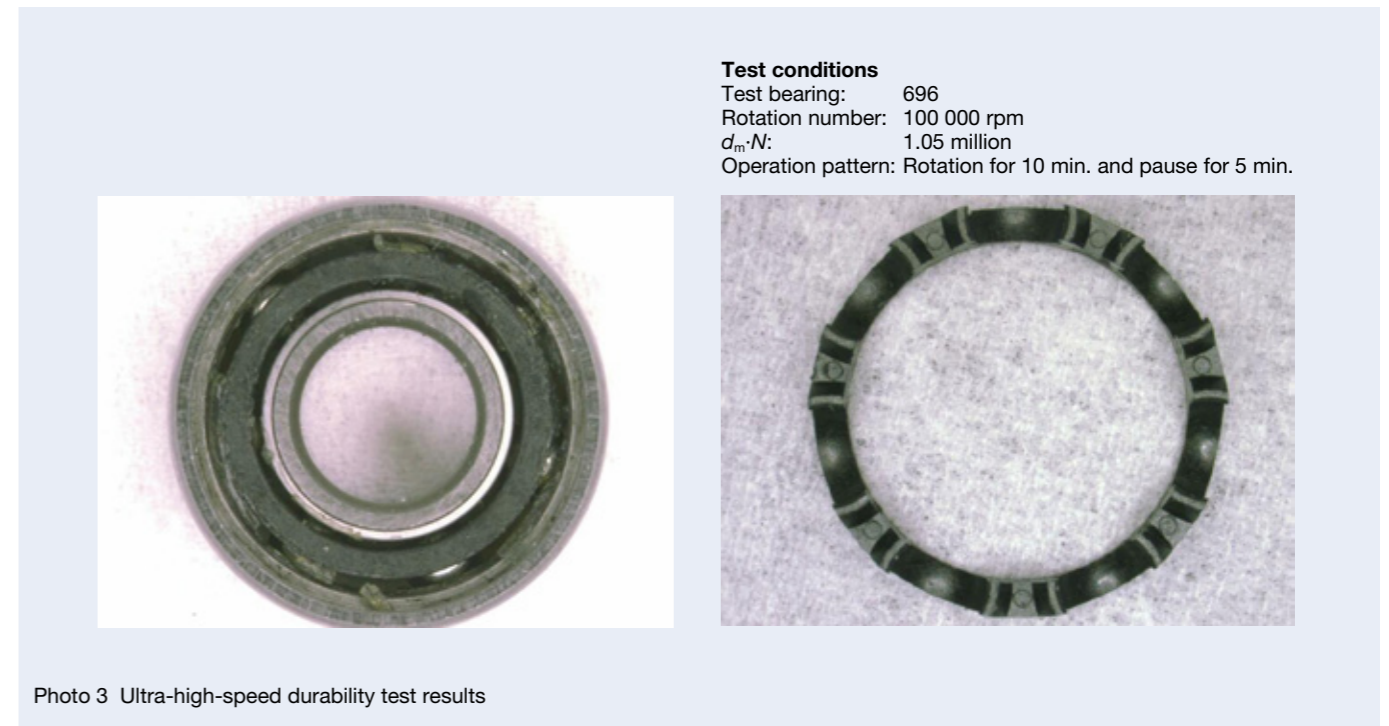 Test conditions
Test bearing: 696
Rotation number: 100 000 rpm
dm·N: 1.05 million
Operation pattern: Rotation for 10 min. and pause for 5 min.
Photo 3 Ultra-high-speed durability test results